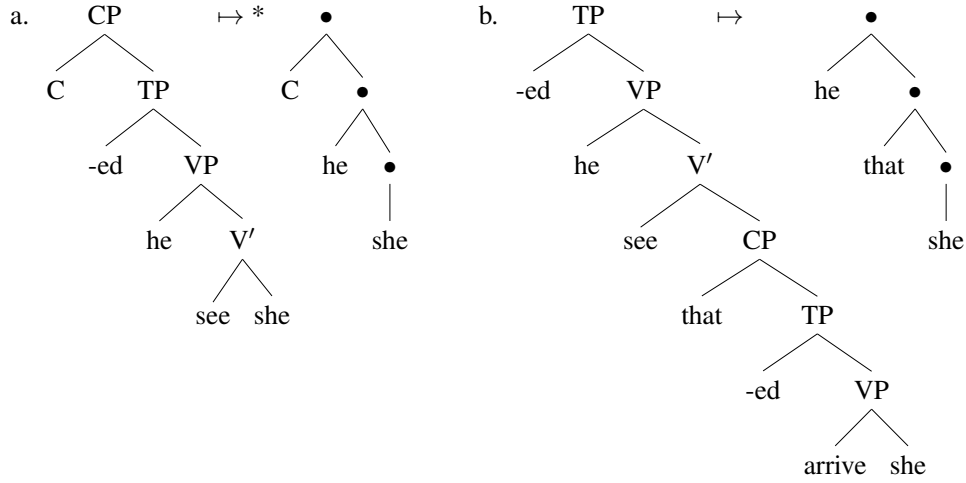 a. CP ↦ * • b. TP ↦ •
C TP C • -ed VP he •
-ed VP he • he V′ that •
he V′ she see CP she
see she that TP
-ed VP
arrive she